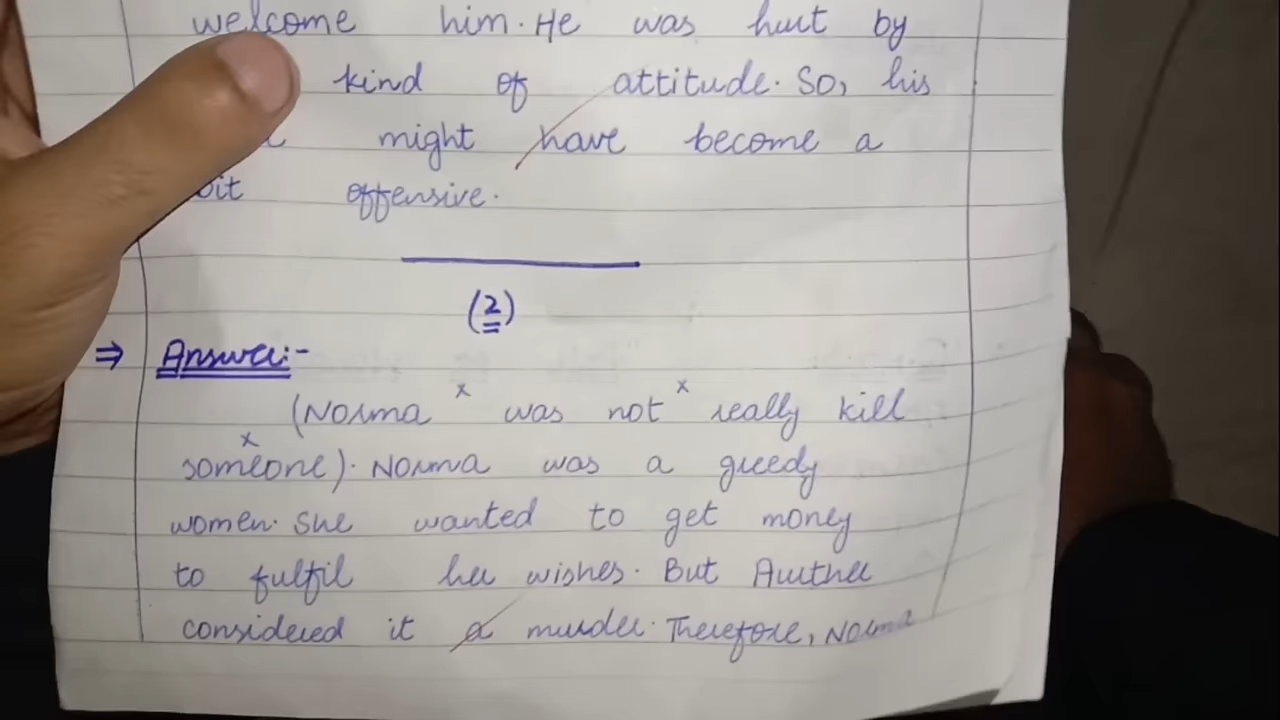 welcome him. He was hurt by
kind of attitude. So, his
might have become a
bit offensive.
(2)
⇒ Answer:-
(Norma x was not x really kill
x
someone). Norma was a greedy
women. She wanted to get money
to fulfil her wishes. But Aurther
considered it a murder. Therefore, Norma